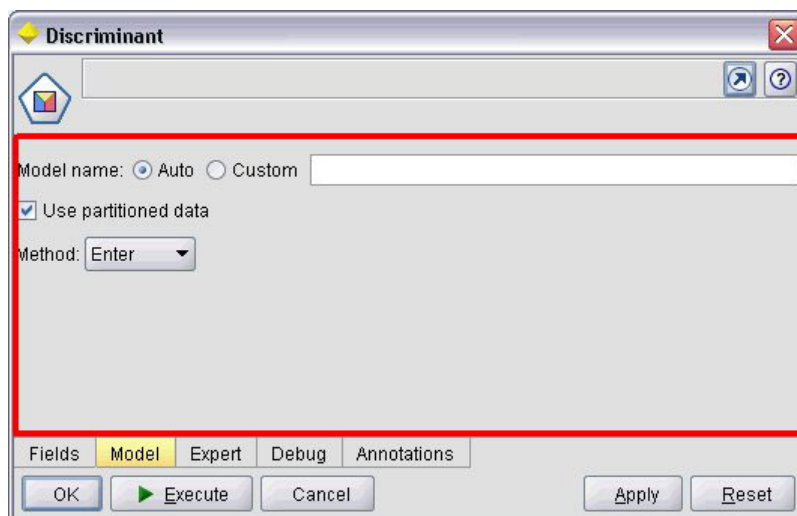 Discriminant
Model name: Auto Custom
Use partitioned data
Method: Enter
Fields Model Expert Debug Annotations
OK Execute Cancel Apply Reset